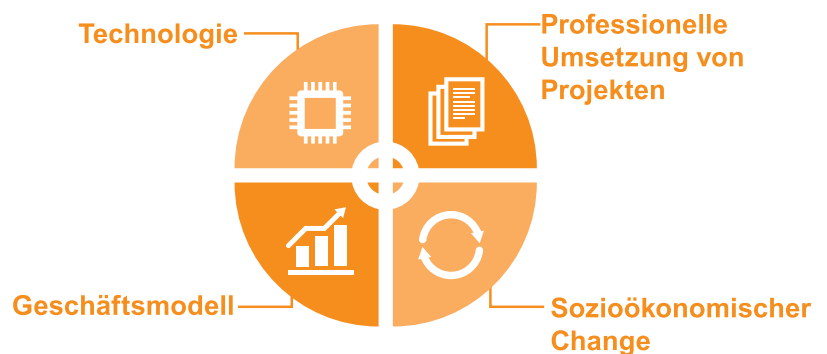 Technologie
Professionelle
Umsetzung von
Projekten
Geschäftsmodell
Sozioökonomischer
Change